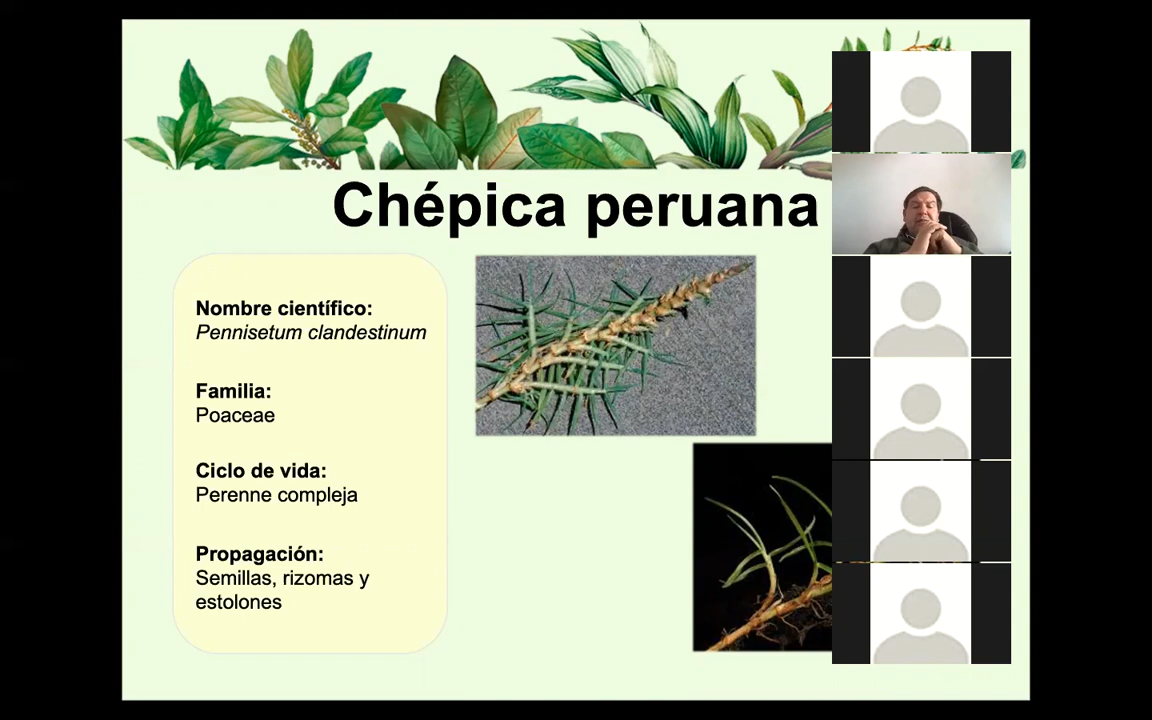 Chépica peruana
Nombre científico:
Pennisetum clandestinum
Familia:
Poaceae
Ciclo de vida:
Perenne compleja
Propagación:
Semillas, rizomas y
estolones